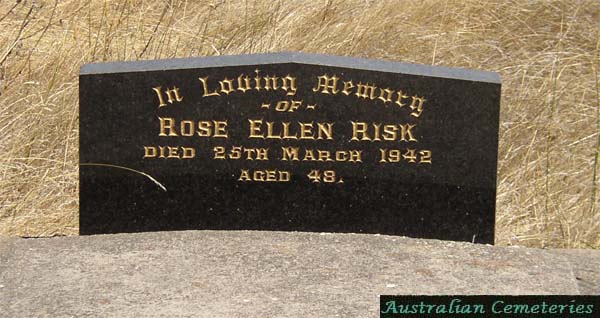 In Loving Memory
- OF -
ROSE ELLEN RISK
DIED 25TH MARCH 1942
AGED 48.
Australian Cemeteries